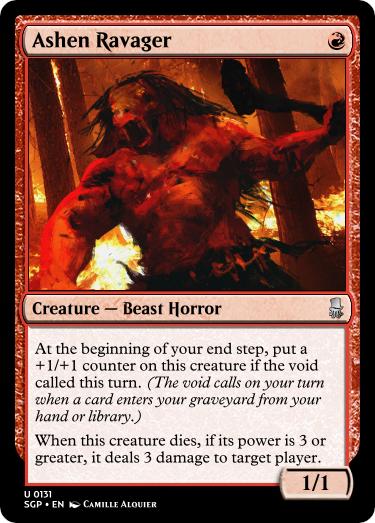 Ashen Ravager
Creature — Beast Horror
At the beginning of your end step, put a
+1/+1 counter on this creature if the void
called this turn. (The void calls on your turn
when a card enters your graveyard from your
hand or library.)
When this creature dies, if its power is 3 or
greater, it deals 3 damage to target player.
1/1
U 0131
SGP • EN Camille Alquier